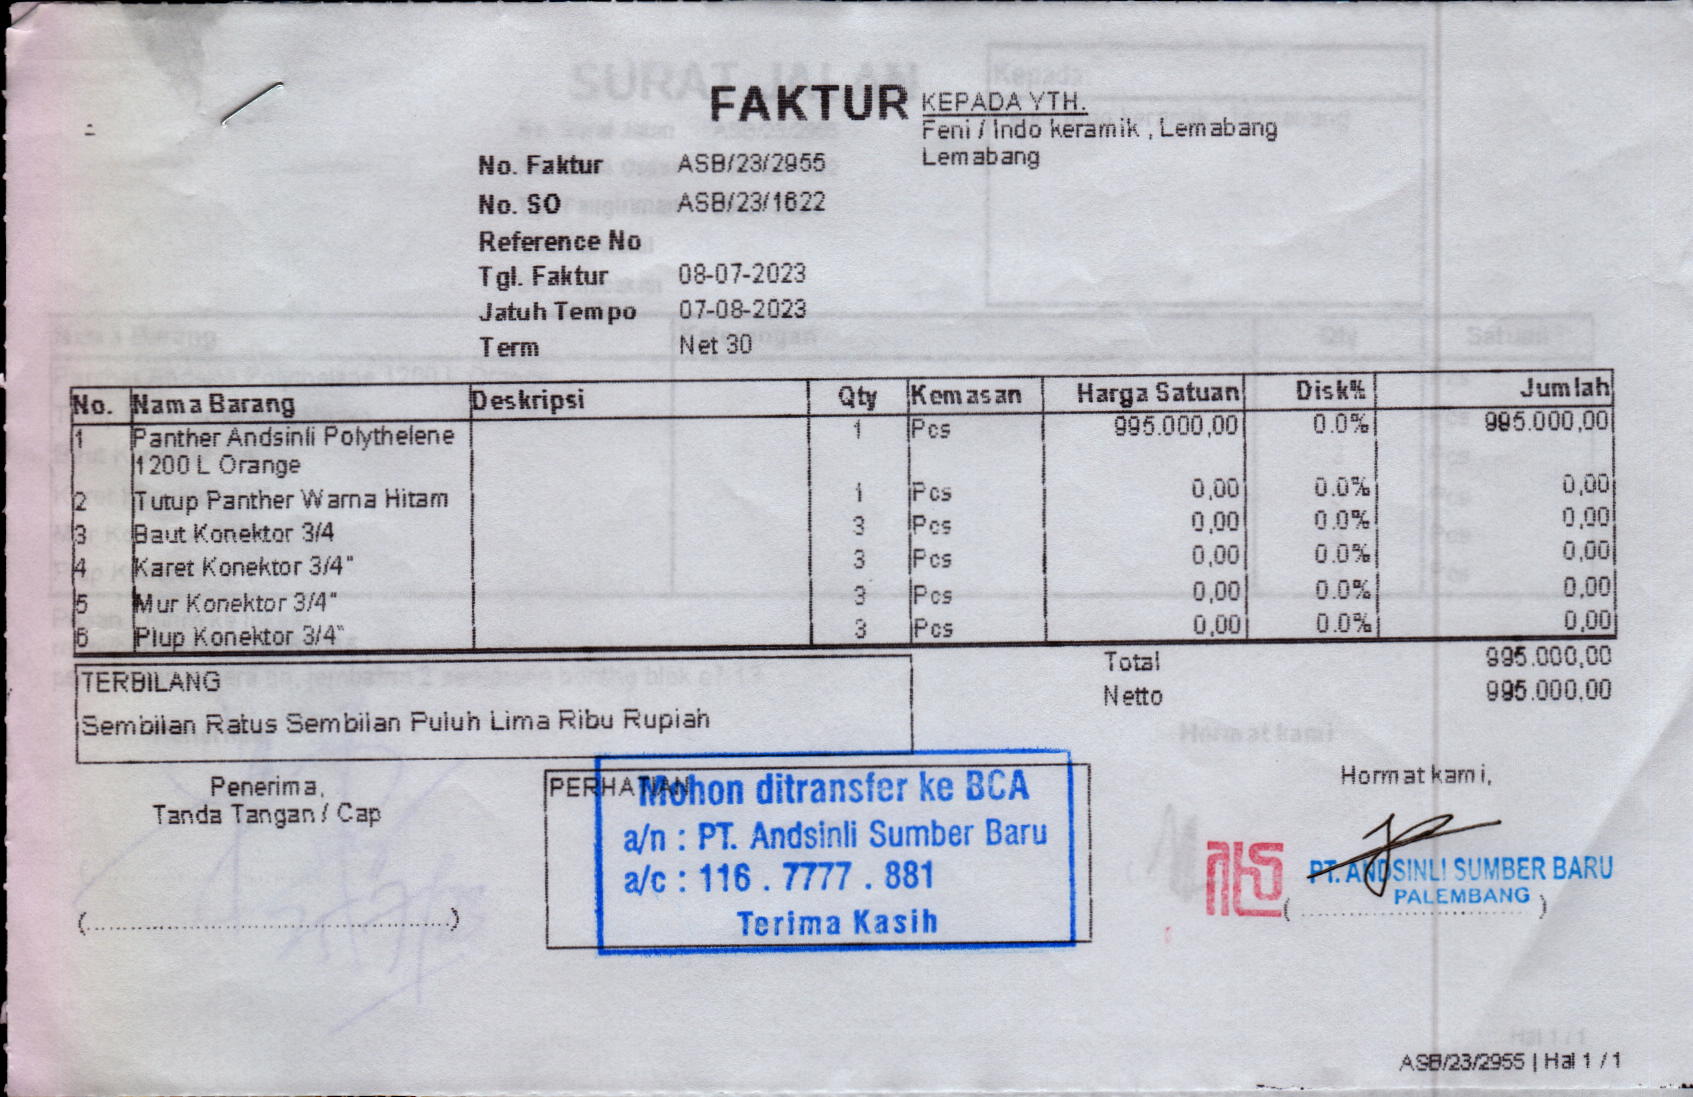 FAKTUR
KEPADA YTH.
Feni / Indo keramik , Lemabang
Lemabang
No. Faktur ASB/23/2955
No. SO ASB/23/1622
Reference No
Tgl. Faktur 08-07-2023
Jatuh Tempo 07-08-2023
Term Net 30
No. Nama Barang Deskripsi Qty Kemasan Harga Satuan Disk% Jumlah
1 Panther Andsinli Polythelene 1 Pcs 995.000,00 0.0% 995.000,00
1200 L Orange
2 Tutup Panther Warna Hitam 1 Pcs 0,00 0.0% 0,00
3 Baut Konektor 3/4 3 Pcs 0,00 0.0% 0,00
4 Karet Konektor 3/4" 3 Pcs 0,00 0.0% 0,00
5 Mur Konektor 3/4" 3 Pcs 0,00 0.0% 0,00
6 Plup Konektor 3/4" 3 Pcs 0,00 0.0% 0,00
Total 995.000,00
Netto 995.000,00
TERBILANG
Sembilan Ratus Sembilan Puluh Lima Ribu Rupiah
Penerima,
Tanda Tangan / Cap
(..........................................)
PERHATIAN
Mohon ditransfer ke BCA
a/n : PT. Andsinli Sumber Baru
a/c : 116 . 7777 . 881
Terima Kasih
Hormat kami,
PT. ANDSINLI SUMBER BARU
PALEMBANG
(..........................)
ASB/23/2955 | Hal 1 / 1